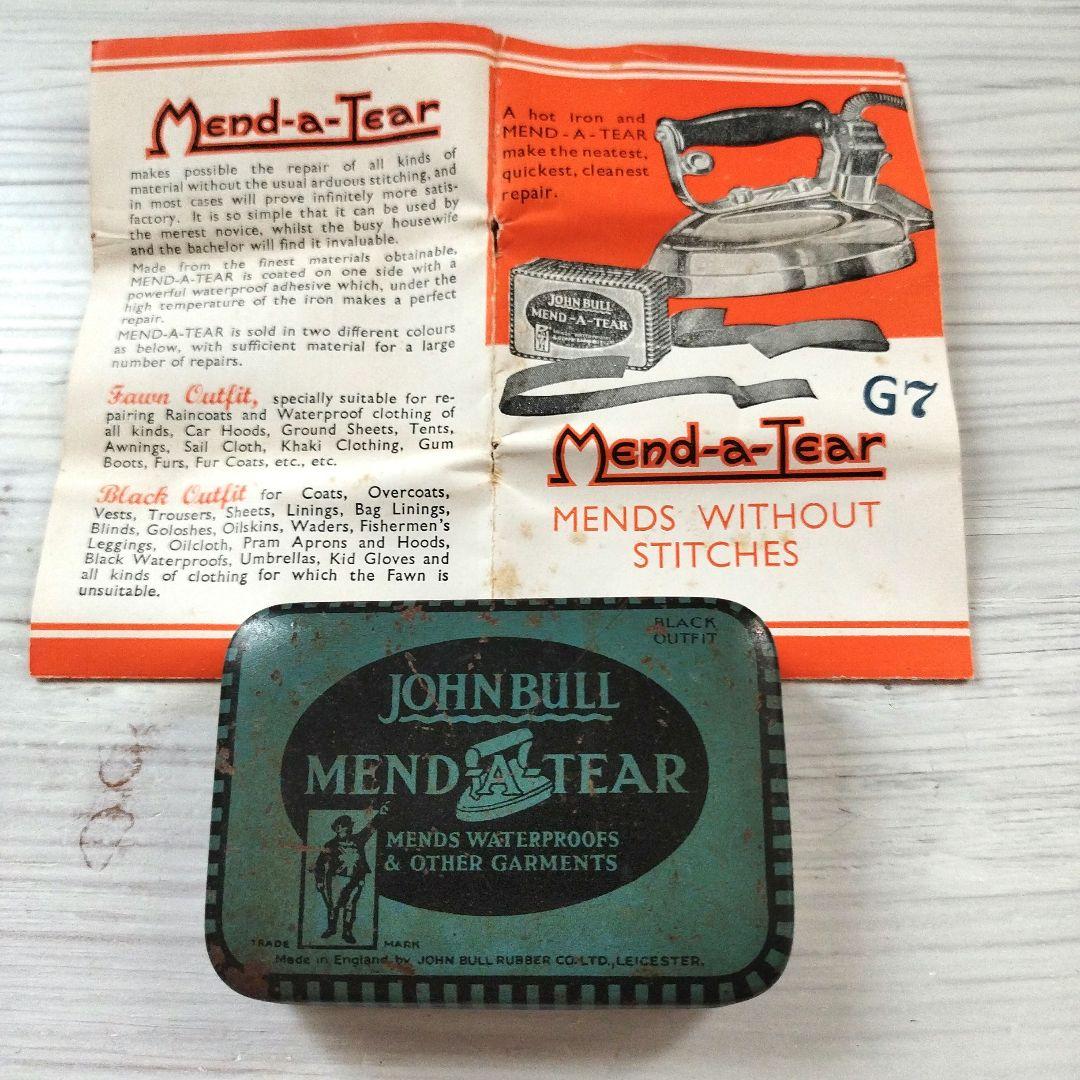 Mend-a-Tear
makes possible the repair of all kinds of
material without the usual arduous stitching, and
in most cases will prove infinitely more satis-
factory. It is so simple that it can be used by
the merest novice, whilst the busy housewife
and the bachelor will find it invaluable.
Made from the finest materials obtainable,
MEND-A-TEAR is coated on one side with a
powerful waterproof adhesive which, under the
high temperature of the iron makes a perfect
repair.
MEND-A-TEAR is sold in two different colours
as below, with sufficient material for a large
number of repairs.
Fawn Outfit, specially suitable for re-
pairing Raincoats and Waterproof clothing of
all kinds, Car Hoods, Ground Sheets, Tents,
Awnings, Sail Cloth, Khaki Clothing, Gum
Boots, Furs, Fur Coats, etc., etc.
Black Outfit for Coats, Overcoats,
Vests, Trousers, Sheets, Linings, Bag Linings,
Blinds, Goloshes, Oilskins, Waders, Fishermen's
Leggings, Oilcloth, Pram Aprons and Hoods,
Black Waterproofs, Umbrellas, Kid Gloves and
all kinds of clothing for which the Fawn is
unsuitable.
A hot iron and
MEND-A-TEAR
make the neatest,
quickest, cleanest
repair.
JOHN BULL
MEND-A-TEAR
G7
Mend-a-Tear
MENDS WITHOUT
STITCHES
BLACK
OUTFIT
JOHN BULL
MEND-A-TEAR
MENDS WATERPROOFS
& OTHER GARMENTS
TRADE MARK
Made in England by JOHN BULL RUBBER CO. LTD., LEICESTER.